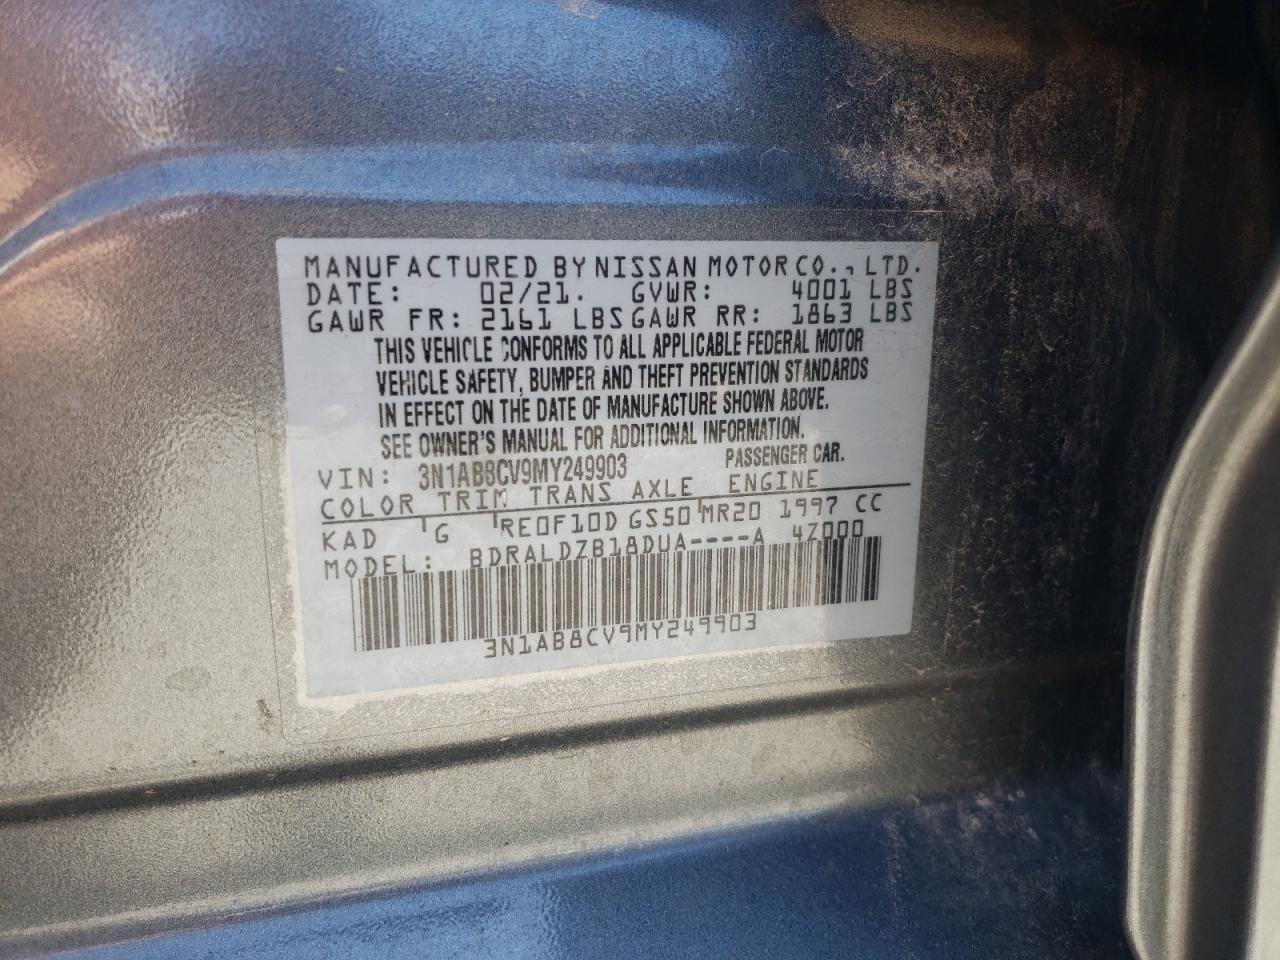 MANUFACTURED BY NISSAN MOTOR CO., LTD.
DATE: 02/21. GVWR: 4001 LBS
GAWR FR: 2161 LBS GAWR RR: 1863 LBS
THIS VEHICLE CONFORMS TO ALL APPLICABLE FEDERAL MOTOR
VEHICLE SAFETY, BUMPER AND THEFT PREVENTION STANDARDS
IN EFFECT ON THE DATE OF MANUFACTURE SHOWN ABOVE.
SEE OWNER'S MANUAL FOR ADDITIONAL INFORMATION.
VIN: 3N1AB8CV9MY249903 PASSENGER CAR.
COLOR TRIM TRANS AXLE ENGINE
KAD G RE0F10D GS50 MR20 1997 CC
MODEL: BDRALDZB18DUA----A 4Z000
3N1AB8CV9MY249903